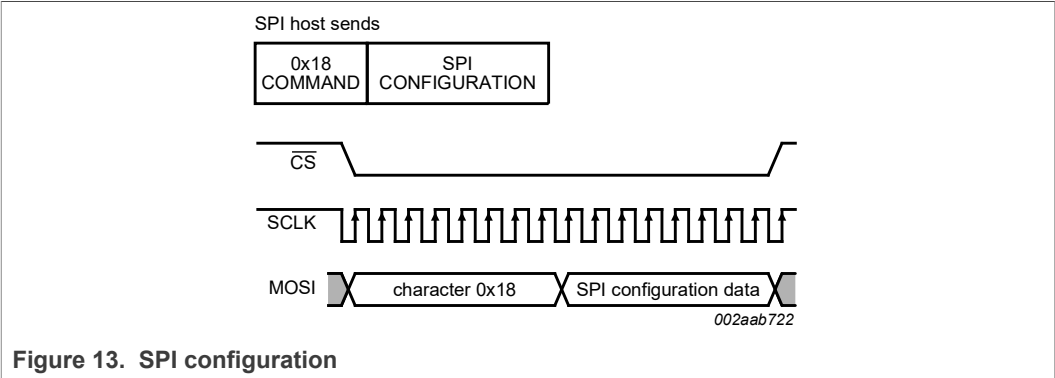 SPI host sends
0x18 COMMAND
SPI CONFIGURATION
CS
SCLK
MOSI
character 0x18
SPI configuration data
002aab722
Figure 13. SPI configuration